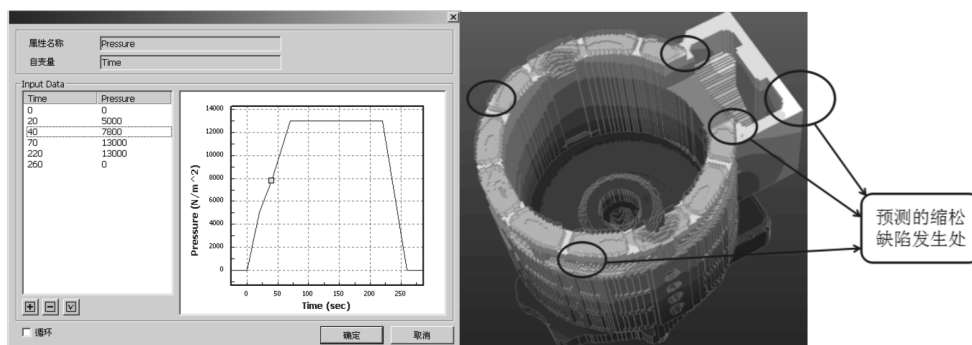 属性名称 Pressure
自变量 Time
Input Data
Time Pressure
0 0
20 5000
40 7800
70 13000
220 13000
260 0
14000
12000
10000
8000
6000
4000
2000
0
Pressure (N/m^2)
0 50 100 150 200 250
Time (sec)
循环
确定 取消
预测的缩松
缺陷发生处